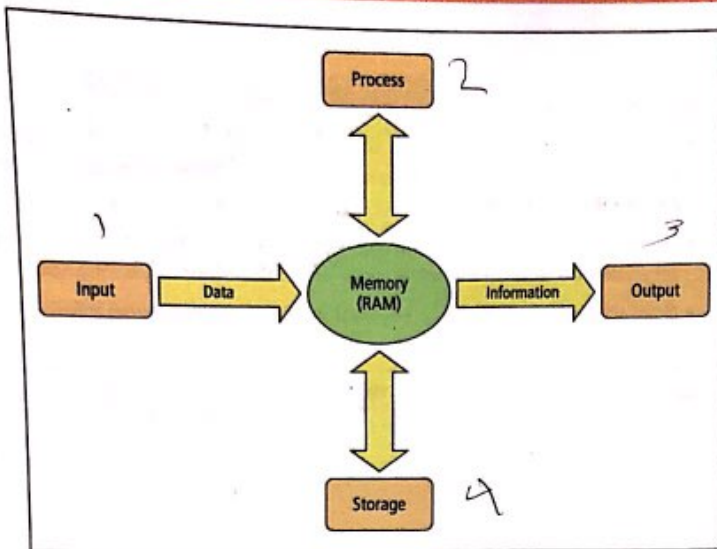 Process 2
1 3
Input Data Memory
(RAM) Information Output
Storage 4